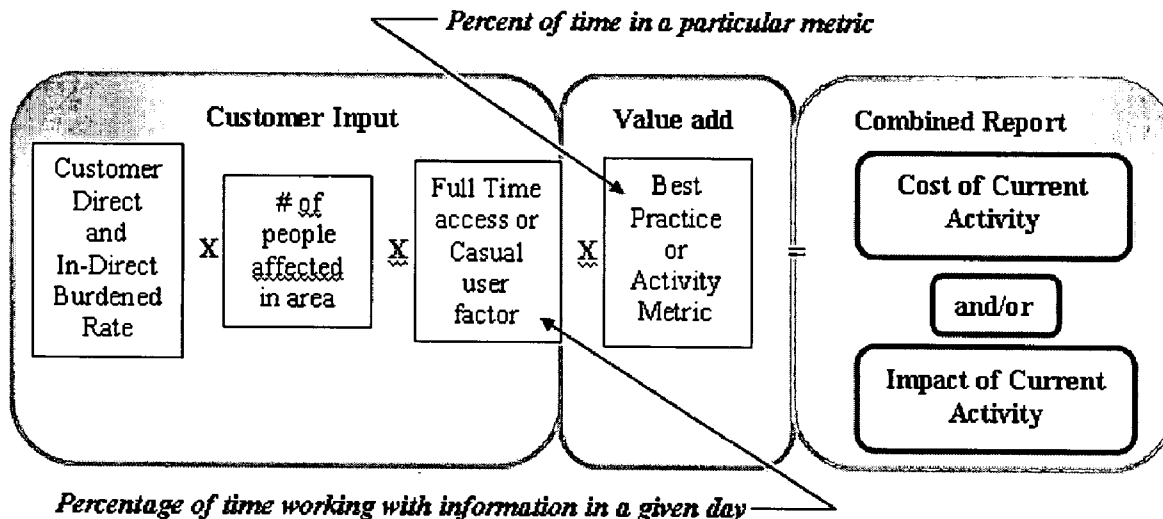 Percent of time in a particular metric
Customer Input
Customer
Direct
and
In-Direct
Burdened
Rate
X
# of
people
affected
in area
X
Full Time
access or
Casual
user
factor
X
Value add
Best
Practice
or
Activity
Metric
=
Combined Report
Cost of Current
Activity
and/or
Impact of Current
Activity
Percentage of time working with information in a given day